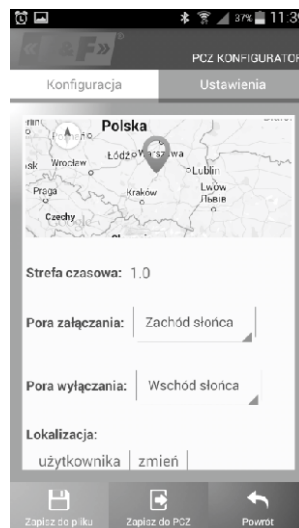 37% 11:39
« F&F »®
PCZ KONFIGURATOR
Konfiguracja Ustawienia
Polska
Łódź Warszawa
Wrocław Lublin
Praga Kraków Lwów
Львів
Czechy
Strefa czasowa: 1.0
Pora załączania: Zachód słońca
Pora wyłączania: Wschód słońca
Lokalizacja:
użytkownika zmień
Zapisz do pliku Zapisz do PCZ Powrót